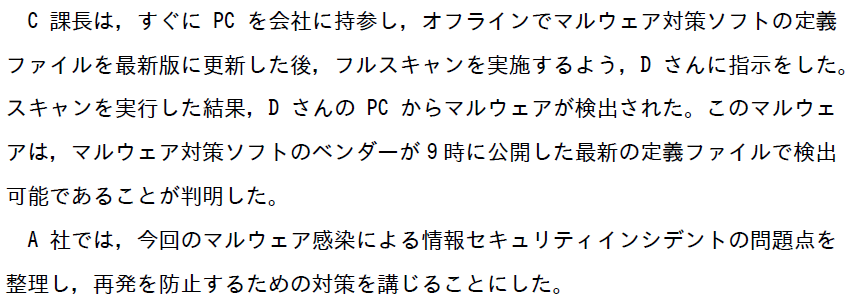 C 課長は，すぐに PC を会社に持参し，オフラインでマルウェア対策ソフトの定義
ファイルを最新版に更新した後，フルスキャンを実施するよう，D さんに指示をした。
スキャンを実行した結果，D さんの PC からマルウェアが検出された。このマルウェ
アは，マルウェア対策ソフトのベンダーが９時に公開した最新の定義ファイルで検出
可能であることが判明した。
　A 社では，今回のマルウェア感染による情報セキュリティインシデントの問題点を
整理し，再発を防止するための対策を講じることにした。